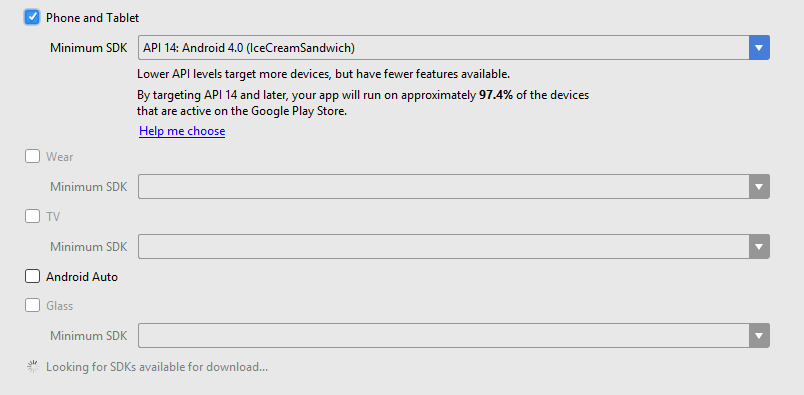 Phone and Tablet
Minimum SDK API 14: Android 4.0 (IceCreamSandwich)
Lower API levels target more devices, but have fewer features available.
By targeting API 14 and later, your app will run on approximately 97.4% of the devices
that are active on the Google Play Store.
Help me choose
Wear
Minimum SDK
TV
Minimum SDK
Android Auto
Glass
Minimum SDK
Looking for SDKs available for download...